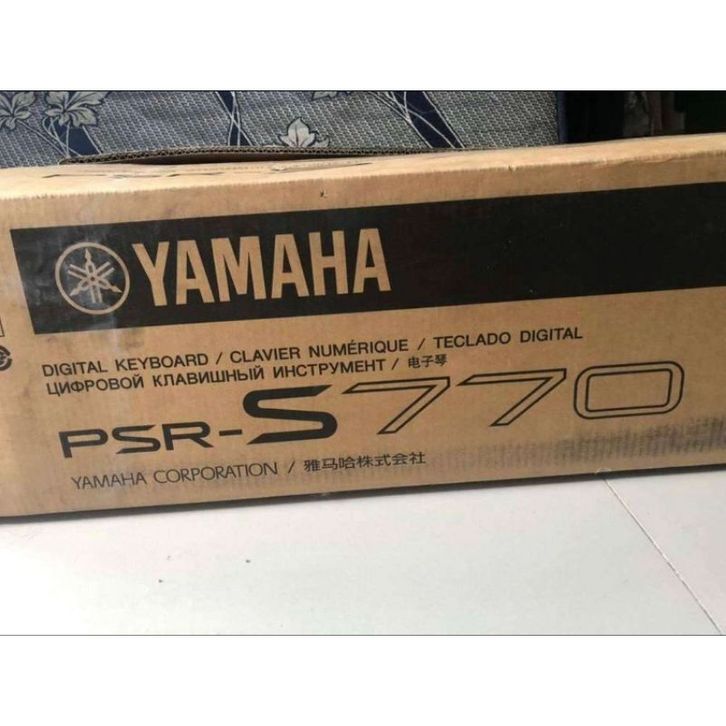 YAMAHA
DIGITAL KEYBOARD / CLAVIER NUMÉRIQUE / TECLADO DIGITAL
ЦИФРОВОЙ КЛАВИШНЫЙ ИНСТРУМЕНТ / 电子琴
PSR-S770
YAMAHA CORPORATION / 雅马哈株式会社